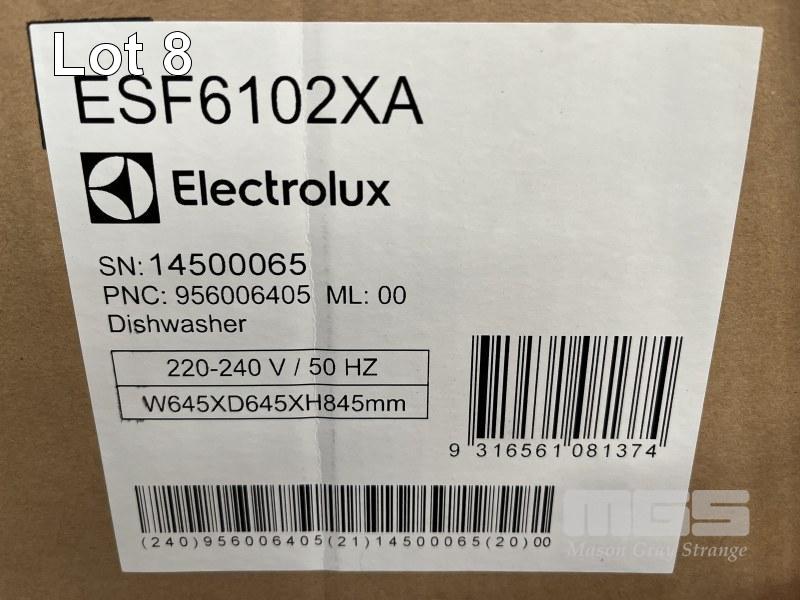 Lot 8
ESF6102XA
Electrolux
SN: 14500065
PNC: 956006405 ML: 00
Dishwasher
220-240 V / 50 HZ
W645XD645XH845mm
9 316561 081374
(240)956006405(21)14500065(20)00
MGS
Mason Gray Strange